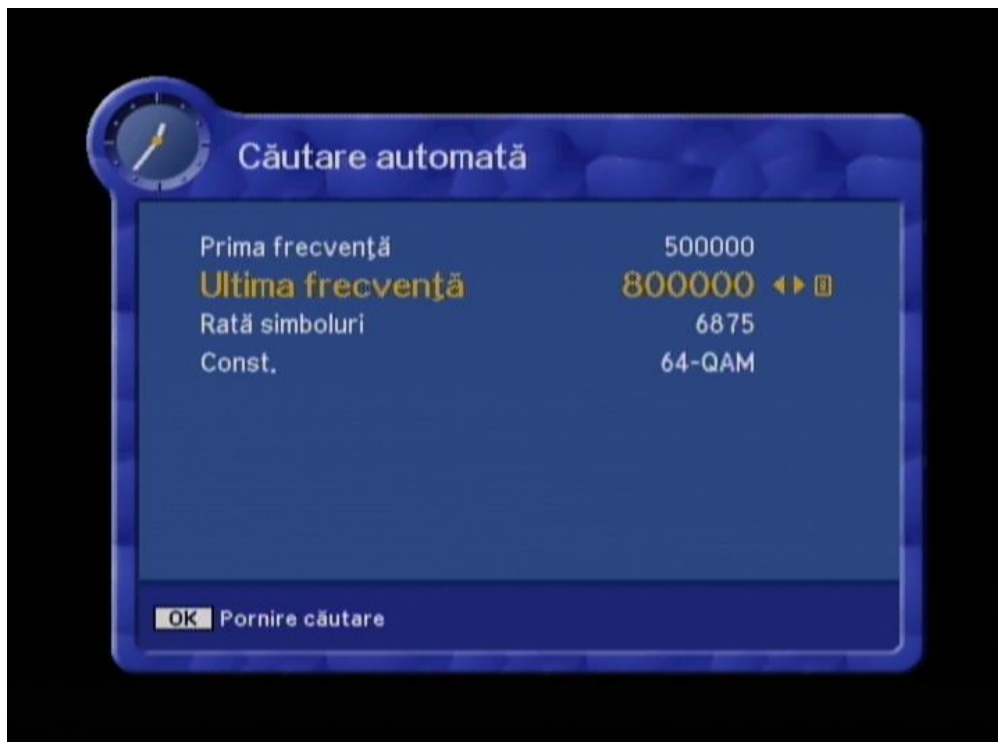 Căutare automată
Prima frecvenţă 500000
Ultima frecvenţă 800000
Rată simboluri 6875
Const. 64-QAM
OK Pornire căutare